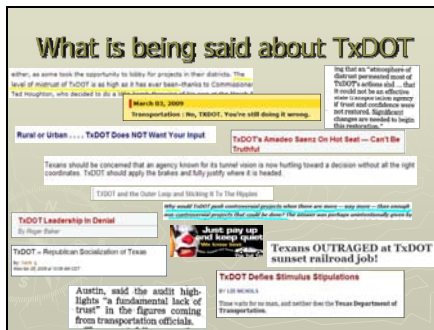 What is being said about TxDOT
either, as some took the opportunity to lobby for projects in their districts. The
level of mistrust of TxDOT is as high as it has ever been-thanks to Commissioner
Ted Houghton, who decided to do a
ing that an "atmosphere of
distrust permeated most of
TxDOT's actions and ... that
it could not be an effective
state transportation agency
if trust and confidence were
not restored. Significant
changes are needed to begin
this restoration."
March 03, 2009
Transportation : No, TXDOT. You're still doing it wrong.
Rural or Urban . . . . TxDOT Does NOT Want Your Input
TxDOT's Amadeo Saenz On Hot Seat — Can't Be
Truthful
Texans should be concerned that an agency known for its tunnel vision is now hurtling toward a decision without all the right
coordinates. TxDOT should apply the brakes and fully justify where it is headed.
TXDOT and the Outer Loop and Sticking It To The Hippies
Why would TxDOT push controversial projects when there are more -- way more -- than enough
non-controversial projects that could be done? The answer was perhaps unintentionally given by
TxDOT Leadership In Denial
By Roger Baker
Just pay up
and keep quiet
We know best
Texans OUTRAGED at TxDOT
sunset railroad job!
TxDOT = Republican Socialization of Texas
TxDOT Defies Stimulus Stipulations
BY LEE NICHOLS
Time waits for no man, and neither does the Texas Department of
Transportation.
Austin, said the audit high-
lights "a fundamental lack of
trust" in the figures coming
from transportation officials.